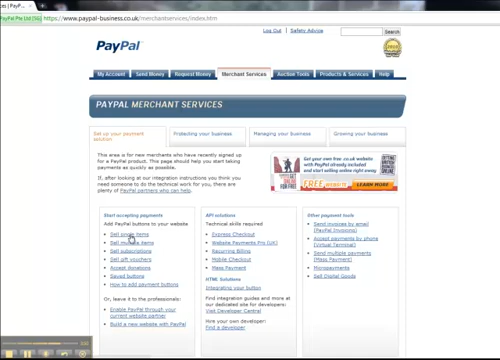 ces | PayP...
PayPal Pte Ltd [SG]
https://www.paypal-business.co.uk/merchantservices/index.htm
Log Out | Safety Advice
Search
PayPal
My Account
Send Money
Request Money
Merchant Services
Auction Tools
Products & Services
Help
PAYPAL MERCHANT SERVICES
Set up your payment
solution
Protecting your business
Managing your business
Growing your business
This area is for new merchants who have recently signed up
for a PayPal product. This page should help you start taking
payments as quickly as possible.
If, after looking at our integration instructions you think you
need someone to do the technical work for you, there are
plenty of PayPal partners who can help.
Get your own free .co.uk website
with PayPal already included
and start selling online right away
FREE WEBSITE
LEARN MORE
GETTING
BRITISH
BUSINESS
ONLINE
Start accepting payments
Add PayPal buttons to your website
Sell single items
Sell multiple items
Sell subscriptions
Sell gift vouchers
Accept donations
Saved buttons
How to add payment buttons
Or, leave it to the professionals:
Enable PayPal through your
current website partner
Build a new website with PayPal
API solutions
Technical skills required
Express Checkout
Website Payments Pro (UK)
Recurring Billing
Mobile Checkout
Mass Payment
HTML Solutions
Integrating your button
Find integration guides and more at
our dedicated site for developers:
Visit Developer Central
Hire your own developer:
Find a developer
Other payment tools
Send invoices by email
(PayPal Invoicing)
Accept payments by phone
(Virtual Terminal)
Send multiple payments
(Mass Payment)
Micropayments
Sell Digital Goods